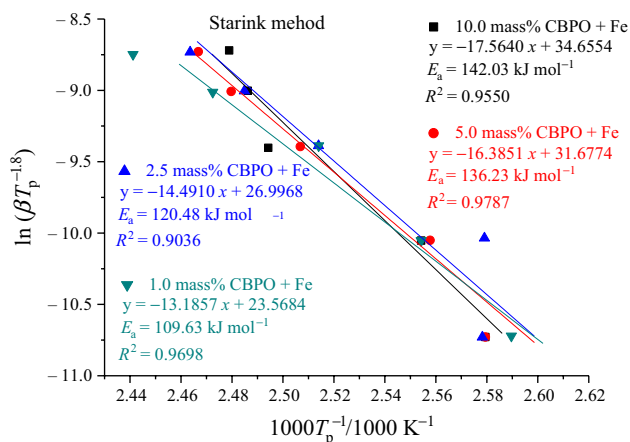 Starink mehod
10.0 mass% CBPO + Fe
y = −17.5640 x + 34.6554
Eₐ = 142.03 kJ mol⁻¹
R² = 0.9550
5.0 mass% CBPO + Fe
y = −16.3851 x + 31.6774
Eₐ = 136.23 kJ mol⁻¹
R² = 0.9787
2.5 mass% CBPO + Fe
y = −14.4910 x + 26.9968
Eₐ = 120.48 kJ mol ⁻¹
R² = 0.9036
1.0 mass% CBPO + Fe
y = −13.1857 x + 23.5684
Eₐ = 109.63 kJ mol⁻¹
R² = 0.9698
ln (βTₚ⁻¹·⁸)
−8.5
−9.0
−9.5
−10.0
−10.5
−11.0
2.44 2.46 2.48 2.50 2.52 2.54 2.56 2.58 2.60 2.62
1000Tₚ⁻¹/1000 K⁻¹